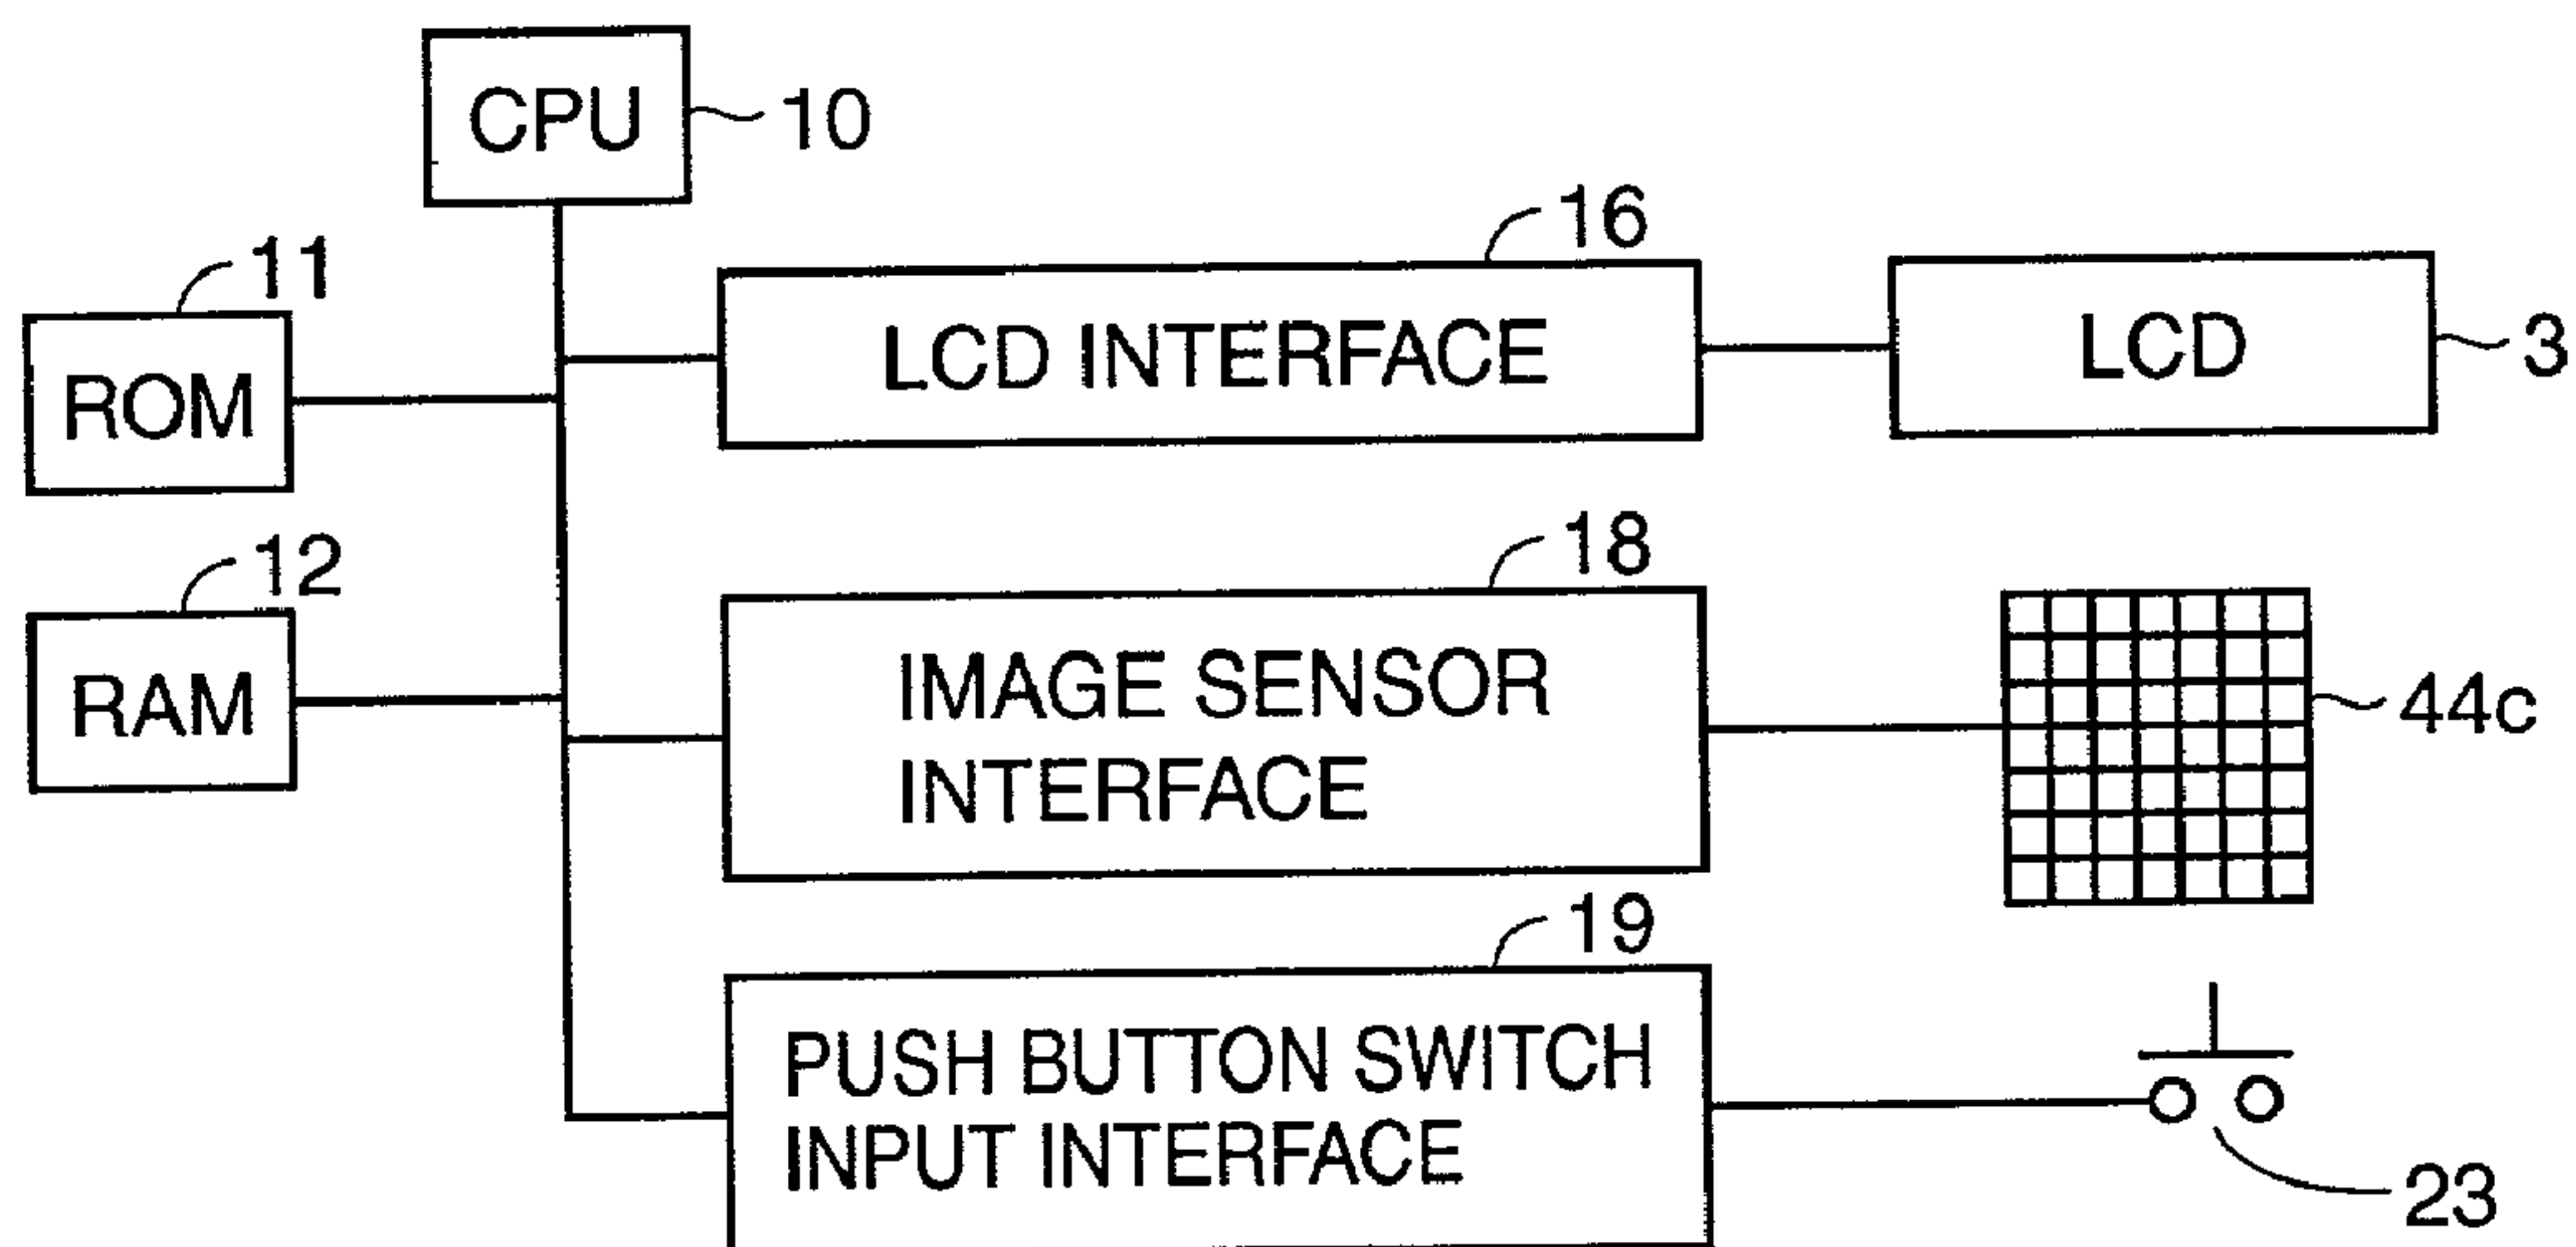 CPU
10
11
16
ROM
LCD INTERFACE
LCD
3
12
18
RAM
IMAGE SENSOR
INTERFACE
44c
19
PUSH BUTTON SWITCH
INPUT INTERFACE
23